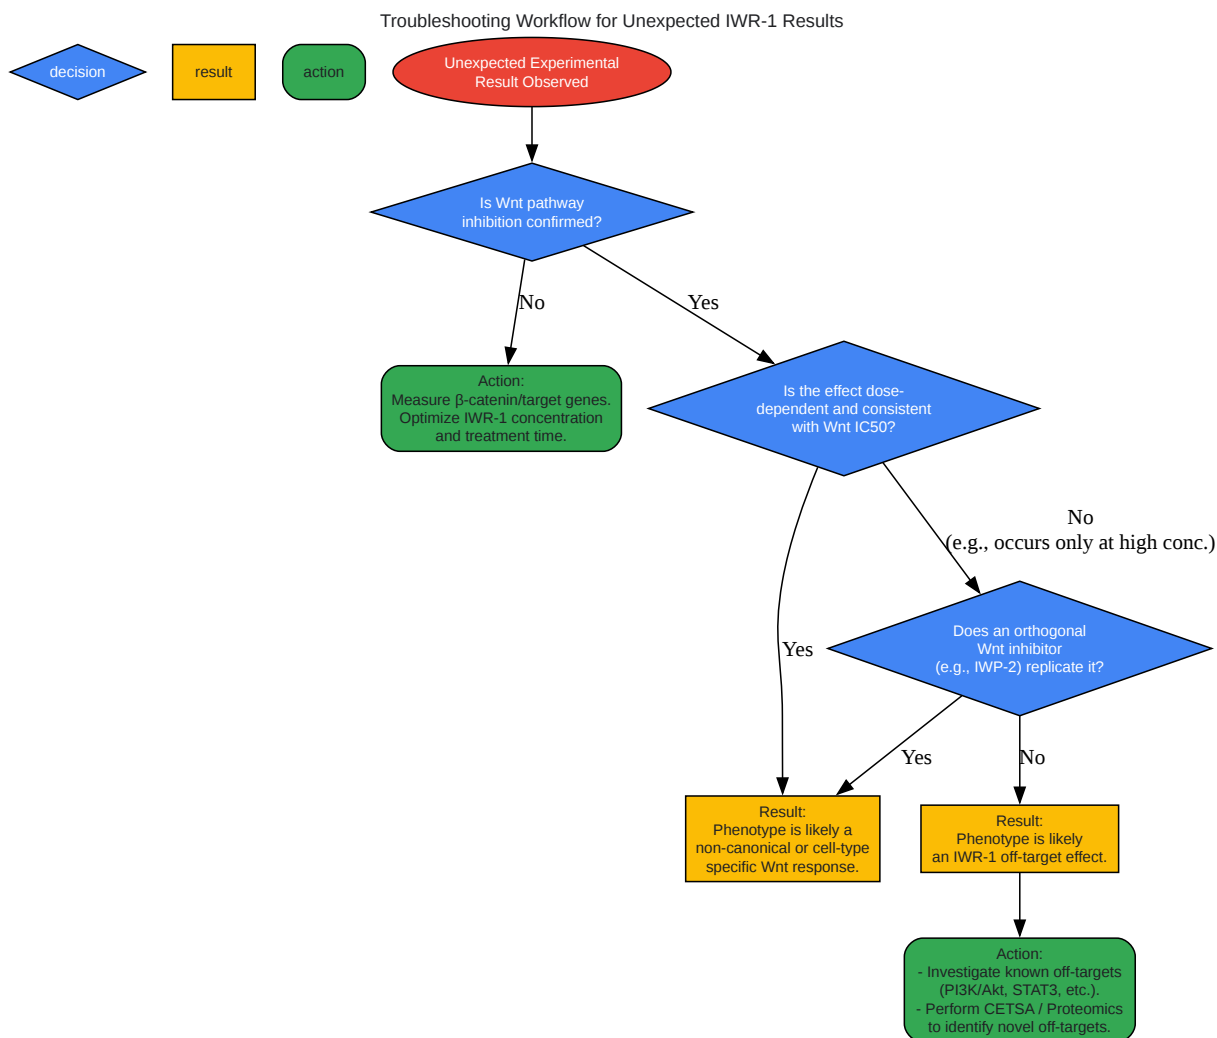 Troubleshooting Workflow for Unexpected IWR-1 Results
decision
result
action
Unexpected Experimental
Result Observed
Is Wnt pathway
inhibition confirmed?
No
Yes
Action:
Measure β-catenin/target genes.
Optimize IWR-1 concentration
and treatment time.
Is the effect dose-
dependent and consistent
with Wnt IC50?
No
(e.g., occurs only at high conc.)
Yes
Does an orthogonal
Wnt inhibitor
(e.g., IWP-2) replicate it?
Yes
No
Result:
Phenotype is likely a
non-canonical or cell-type
specific Wnt response.
Result:
Phenotype is likely
an IWR-1 off-target effect.
Action:
- Investigate known off-targets
(PI3K/Akt, STAT3, etc.).
- Perform CETSA / Proteomics
to identify novel off-targets.